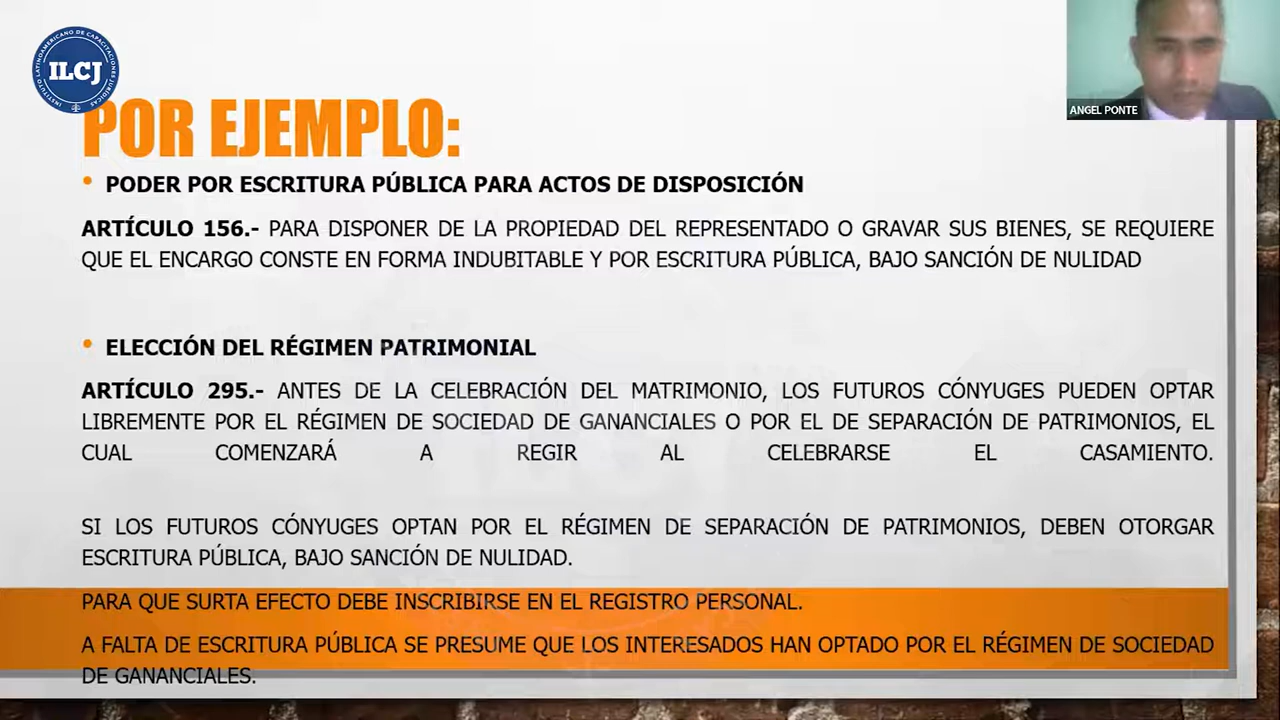 INSTITUTO LATINOAMERICANO DE CAPACITACIONES JURÍDICAS
ILCJ
ANGEL PONTE
POR EJEMPLO:
• PODER POR ESCRITURA PÚBLICA PARA ACTOS DE DISPOSICIÓN
ARTÍCULO 156.- PARA DISPONER DE LA PROPIEDAD DEL REPRESENTADO O GRAVAR SUS BIENES, SE REQUIERE
QUE EL ENCARGO CONSTE EN FORMA INDUBITABLE Y POR ESCRITURA PÚBLICA, BAJO SANCIÓN DE NULIDAD
• ELECCIÓN DEL RÉGIMEN PATRIMONIAL
ARTÍCULO 295.- ANTES DE LA CELEBRACIÓN DEL MATRIMONIO, LOS FUTUROS CÓNYUGES PUEDEN OPTAR
LIBREMENTE POR EL RÉGIMEN DE SOCIEDAD DE GANANCIALES O POR EL DE SEPARACIÓN DE PATRIMONIOS, EL
CUAL COMENZARÁ A REGIR AL CELEBRARSE EL CASAMIENTO.
SI LOS FUTUROS CÓNYUGES OPTAN POR EL RÉGIMEN DE SEPARACIÓN DE PATRIMONIOS, DEBEN OTORGAR
ESCRITURA PÚBLICA, BAJO SANCIÓN DE NULIDAD.
PARA QUE SURTA EFECTO DEBE INSCRIBIRSE EN EL REGISTRO PERSONAL.
A FALTA DE ESCRITURA PÚBLICA SE PRESUME QUE LOS INTERESADOS HAN OPTADO POR EL RÉGIMEN DE SOCIEDAD
DE GANANCIALES.